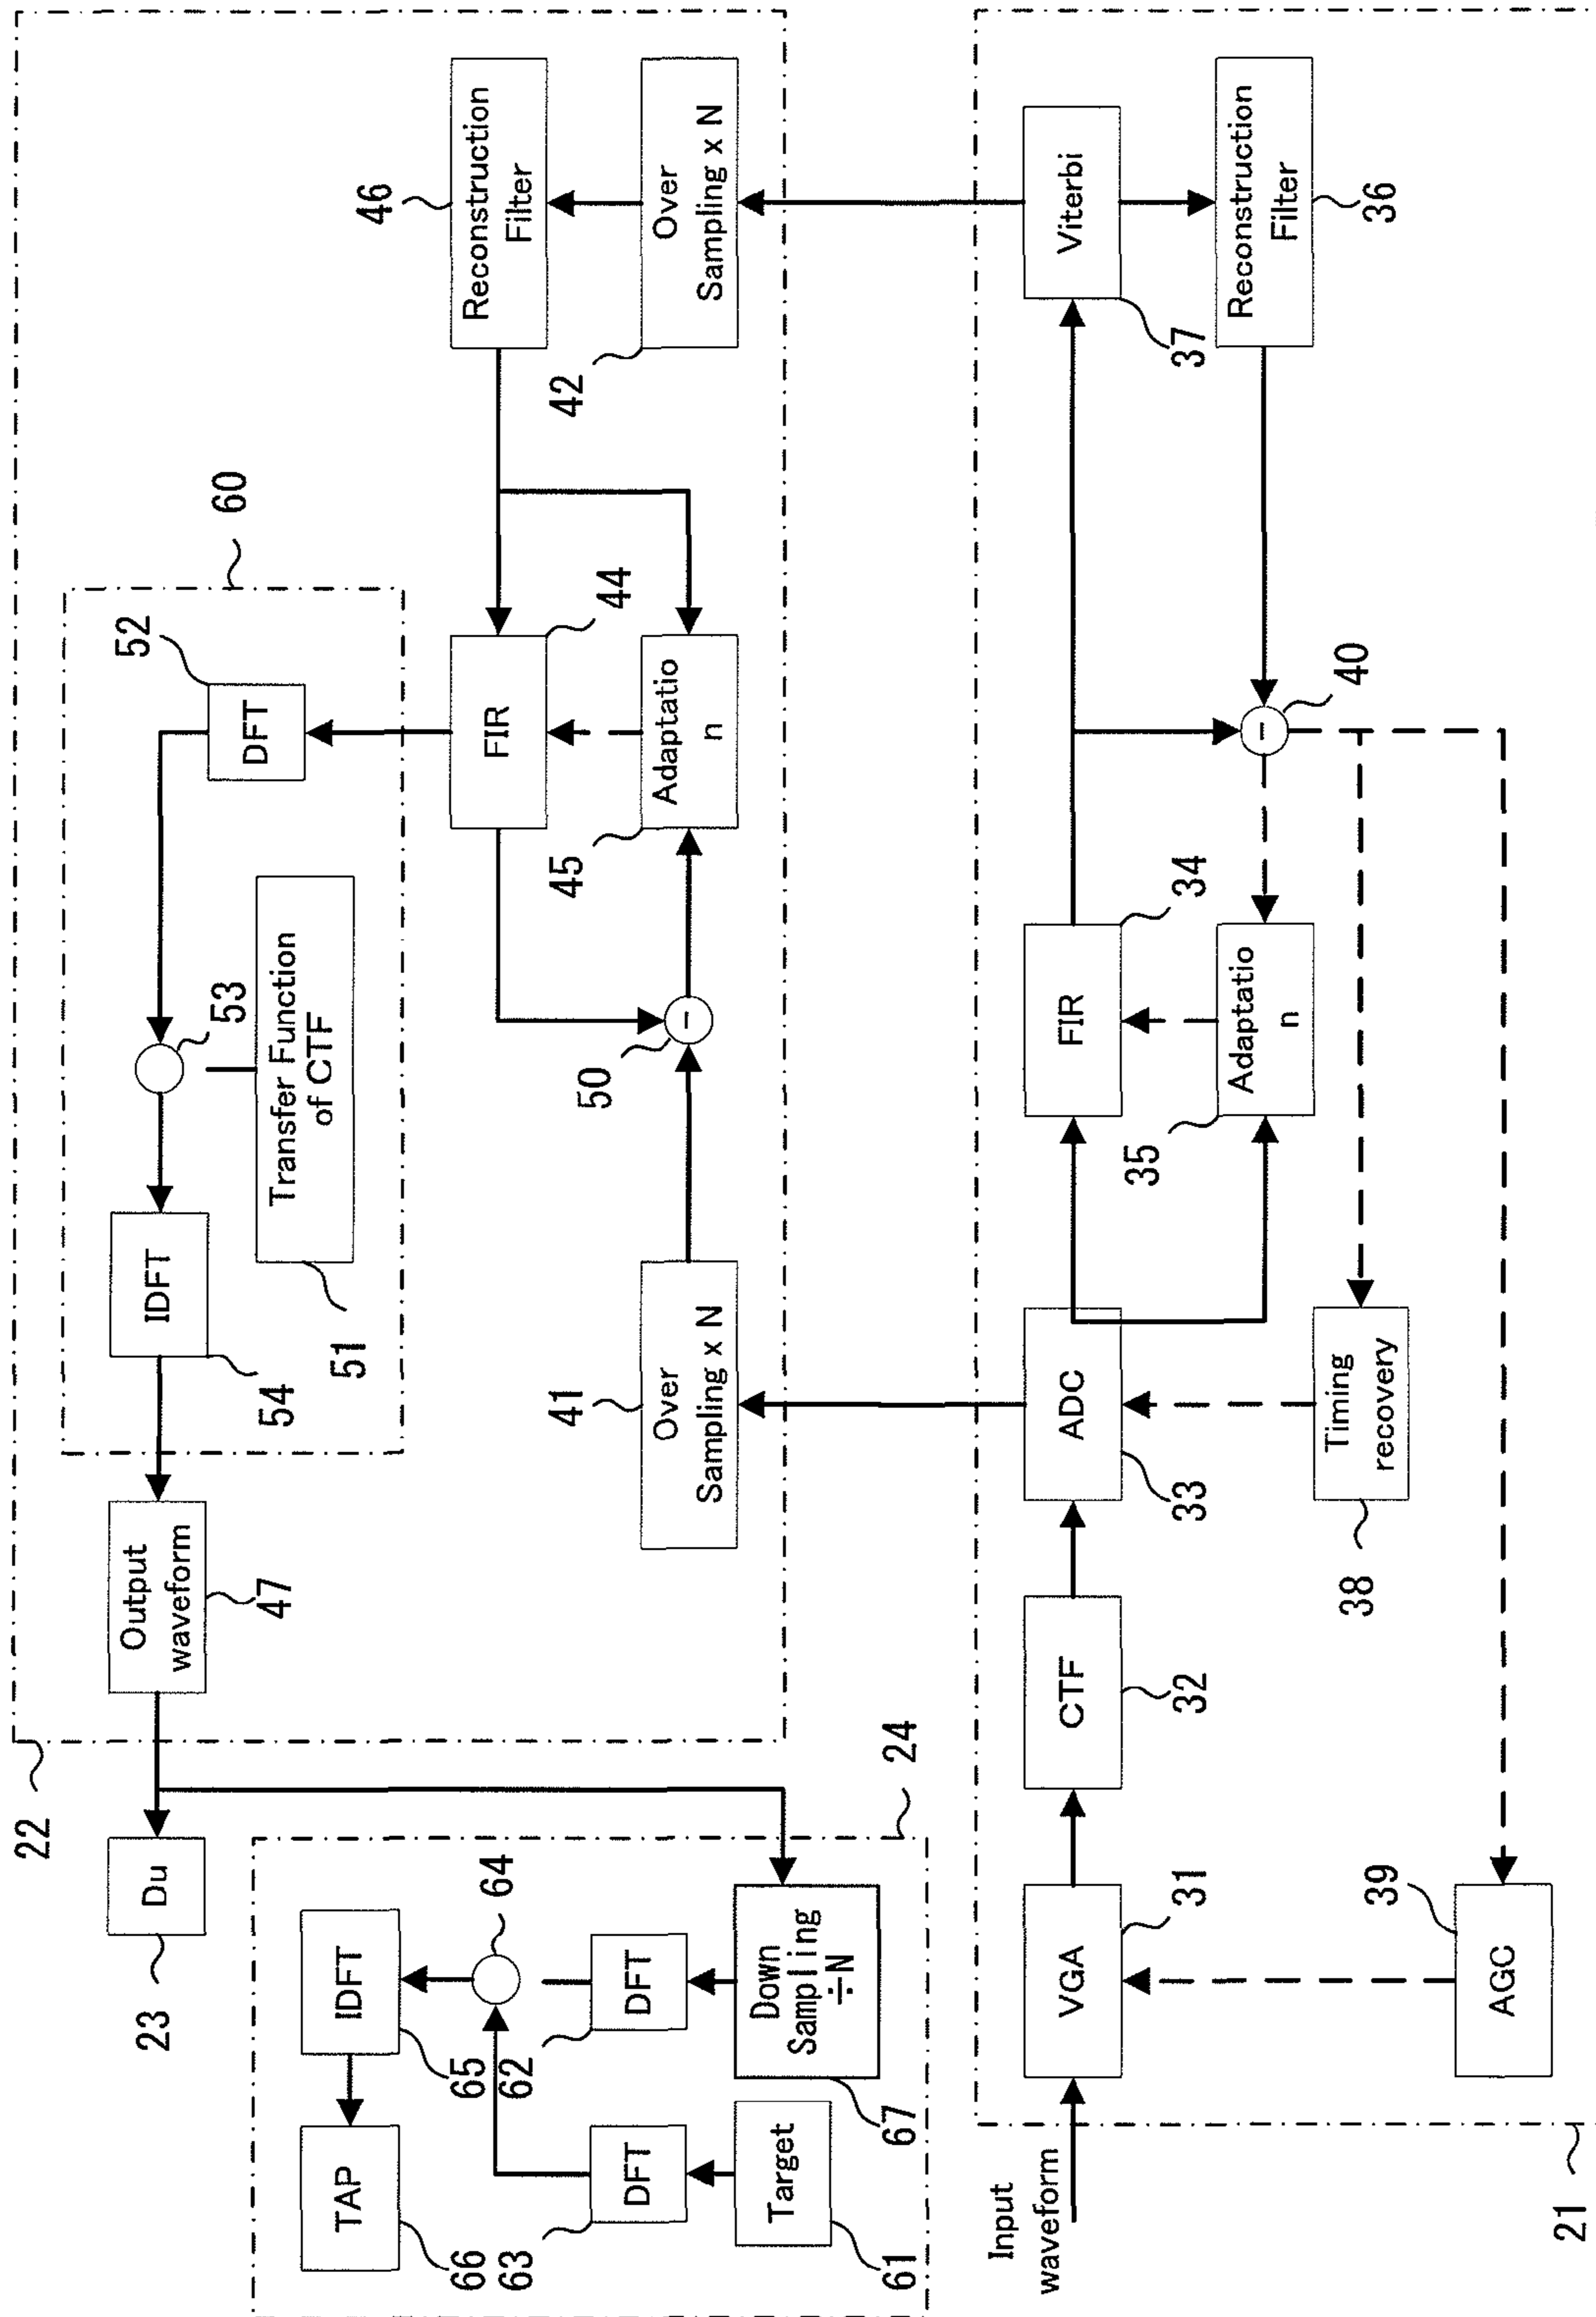 22
Du
23
Output
waveform
47
IDFT
54
53
Transfer Function
of CTF
51
DFT
52
60
FIR
44
Adaptatio
n
45
-
50
Over
Sampling x N
41
Reconstruction
Filter
46
Over
Sampling x N
42
24
TAP
66
IDFT
65
64
DFT
63
DFT
62
Target
61
Down
Sampling
÷N
67
Input
waveform
VGA
31
CTF
32
ADC
33
FIR
34
Adaptatio
n
35
Viterbi
37
Reconstruction
Filter
36
-
40
Timing
recovery
38
AGC
39
21